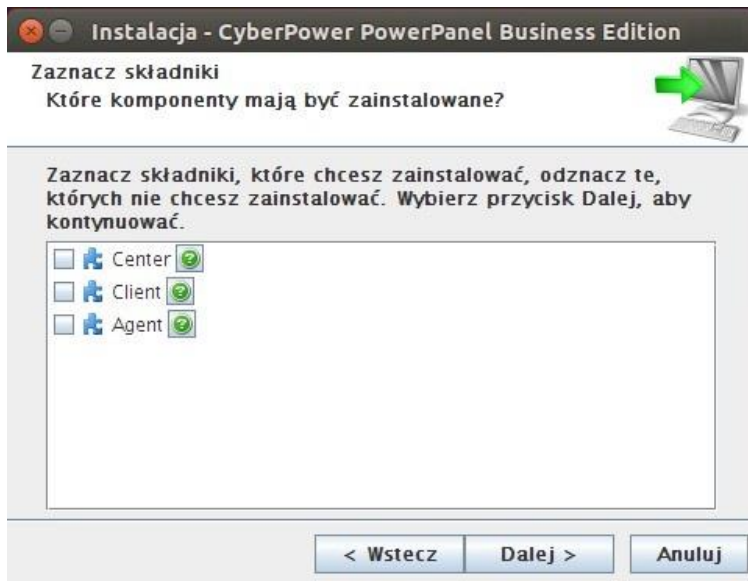 Instalacja - CyberPower PowerPanel Business Edition
Zaznacz składniki
Które komponenty mają być zainstalowane?
Zaznacz składniki, które chcesz zainstalować, odznacz te,
których nie chcesz zainstalować. Wybierz przycisk Dalej, aby
kontynuować.
Center
Client
Agent
< Wstecz Dalej > Anuluj